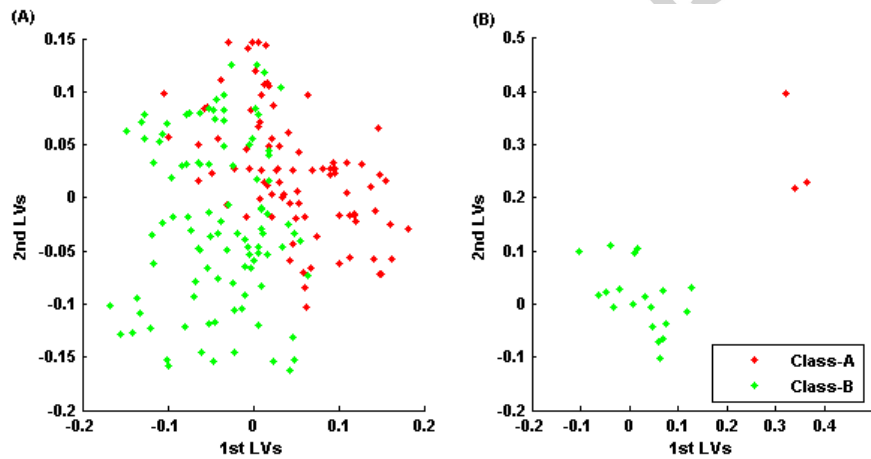 (A)
0.15
0.1
0.05
0
-0.05
-0.1
-0.15
-0.2
2nd LVs
-0.2 -0.1 0 0.1 0.2
1st LVs
(B)
0.5
0.4
0.3
0.2
0.1
0
-0.1
-0.2
2nd LVs
-0.2 -0.1 0 0.1 0.2 0.3 0.4
1st LVs
Class-A
Class-B